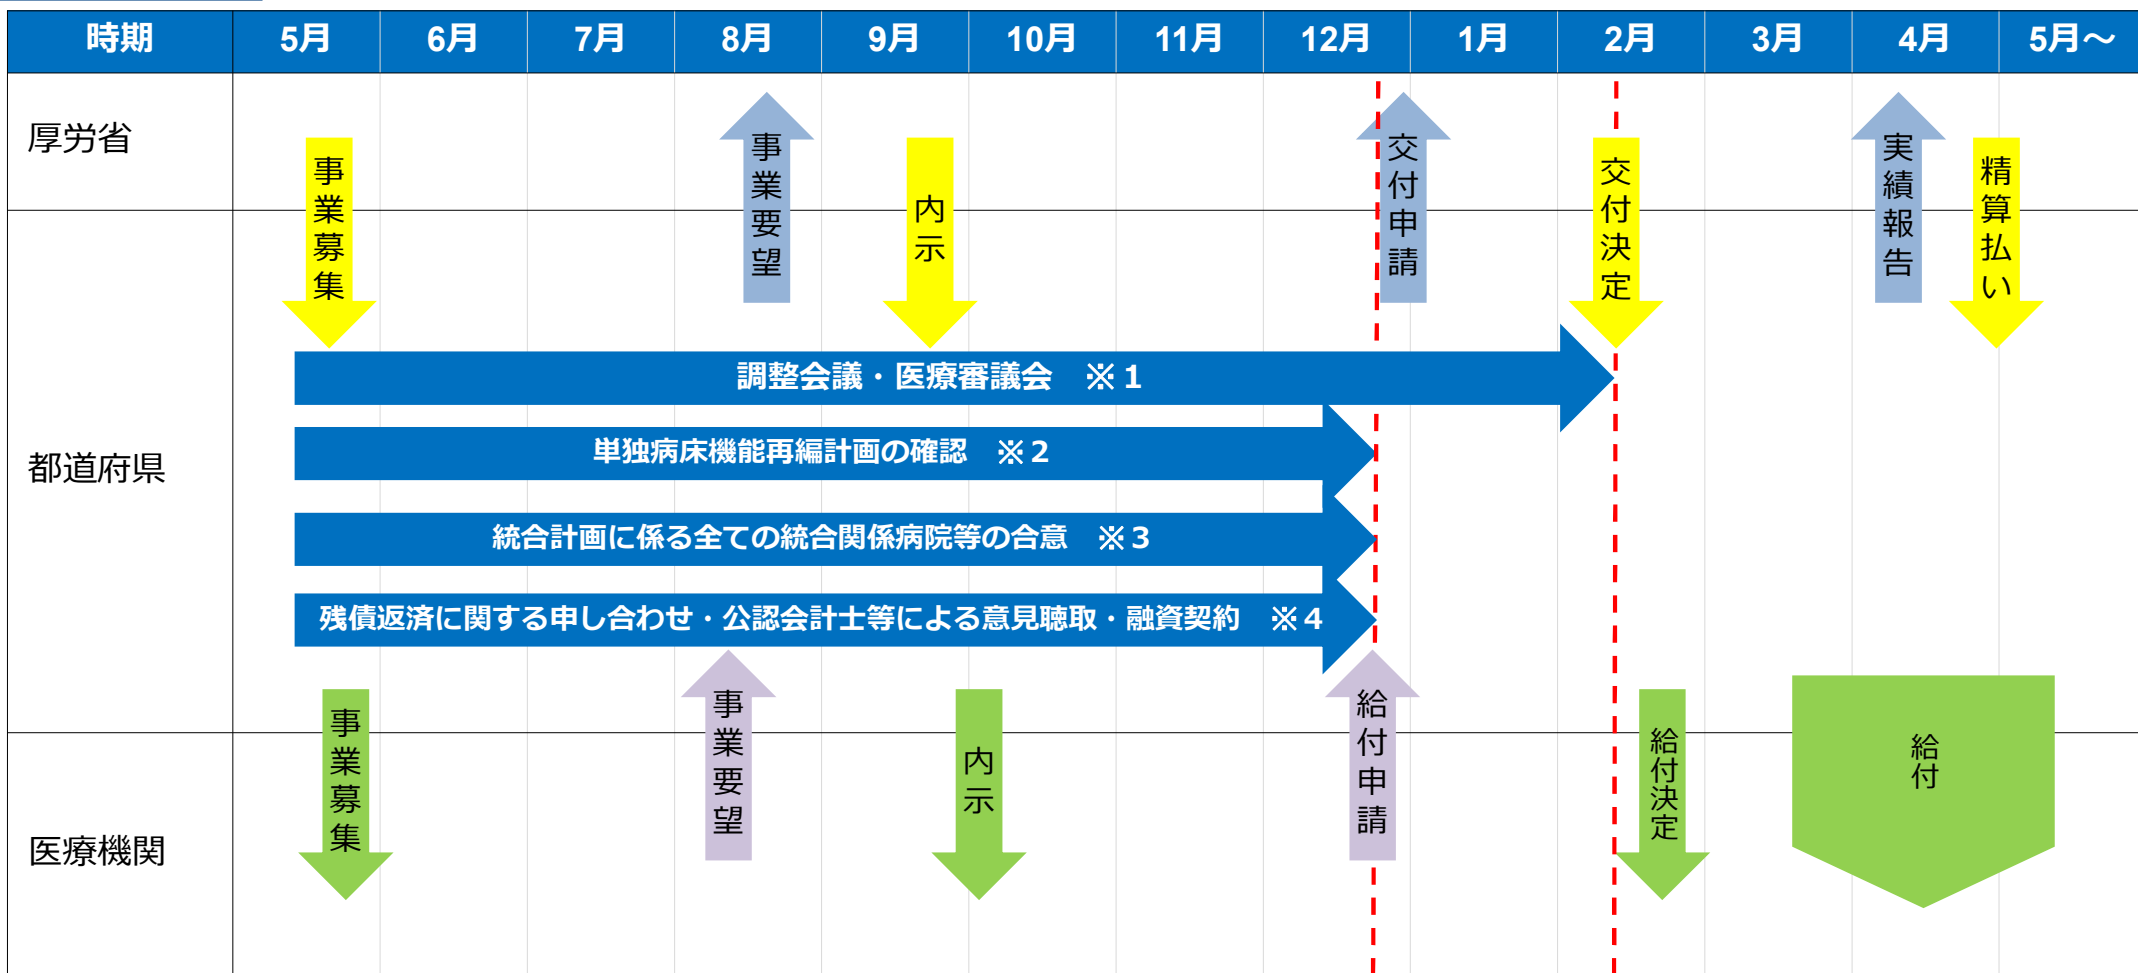 時期 5月 6月 7月 8月 9月 10月 11月 12月 1月 2月 3月 4月 5月～
厚労省
事業募集
事業要望
内示
交付申請
交付決定
実績報告
精算払い
都道府県
調整会議・医療審議会　※１
単独病床機能再編計画の確認　※２
統合計画に係る全ての統合関係病院等の合意　※３
残債返済に関する申し合わせ・公認会計士等による意見聴取・融資契約　※４
医療機関
事業募集
事業要望
内示
給付申請
給付決定
給付